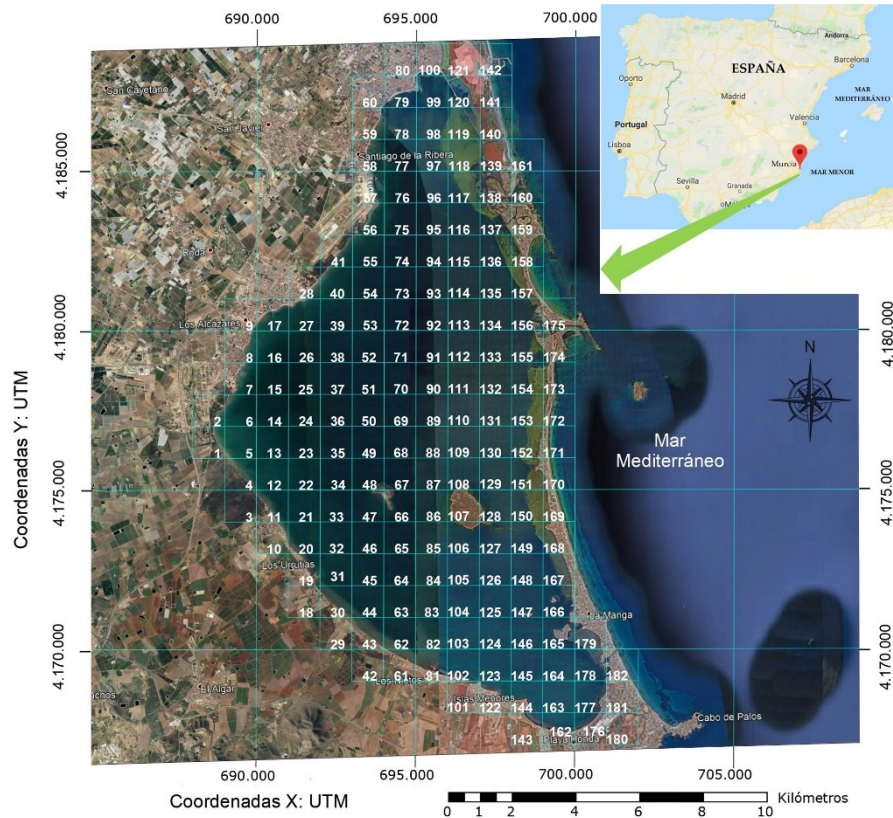 690.000 695.000 700.000
Andorra
Barcelona
ESPAÑA
Oporto
Madrid
MAR
MEDITERRÁNEO
Portugal
Valencia
Lisboa
Murcia
MAR MENOR
Sevilla
Granada
80 100 121 142
San Cayetano
60 79 99 120 141
San Javier
59 78 98 119 140
Santiago de la Ribera
4.185.000
58 77 97 118 139 161
57 76 96 117 138 160
56 75 95 116 137 159
Roda
41 55 74 94 115 136 158
28 40 54 73 93 114 135 157
Los Alcázares
4.180.000
9 17 27 39 53 72 92 113 134 156 175
4.180.000
8 16 26 38 52 71 91 112 133 155 174
N
7 15 25 37 51 70 90 111 132 154 173
2 6 14 24 36 50 69 89 110 131 153 172
Mar
Mediterráneo
1 5 13 23 35 49 68 88 109 130 152 171
Coordenadas Y: UTM
4.175.000
4 12 22 34 48 67 87 108 129 151 170
4.175.000
3 11 21 33 47 66 86 107 128 150 169
10 20 32 46 65 85 106 127 149 168
Los Urrutias
19 31 45 64 84 105 126 148 167
18 30 44 63 83 104 125 147 166
La Manga
4.170.000
29 43 62 82 103 124 146 165 179
4.170.000
42 61 81 102 123 145 164 178 182
Los Nietos
El Algar
Islas Menores
101 122 144 163 177 181
Cabo de Palos
162 176
143 180
Playa Honda
690.000 695.000 700.000 705.000
Coordenadas X: UTM
Kilómetros
0 0.5 1 2 4 6 8 10